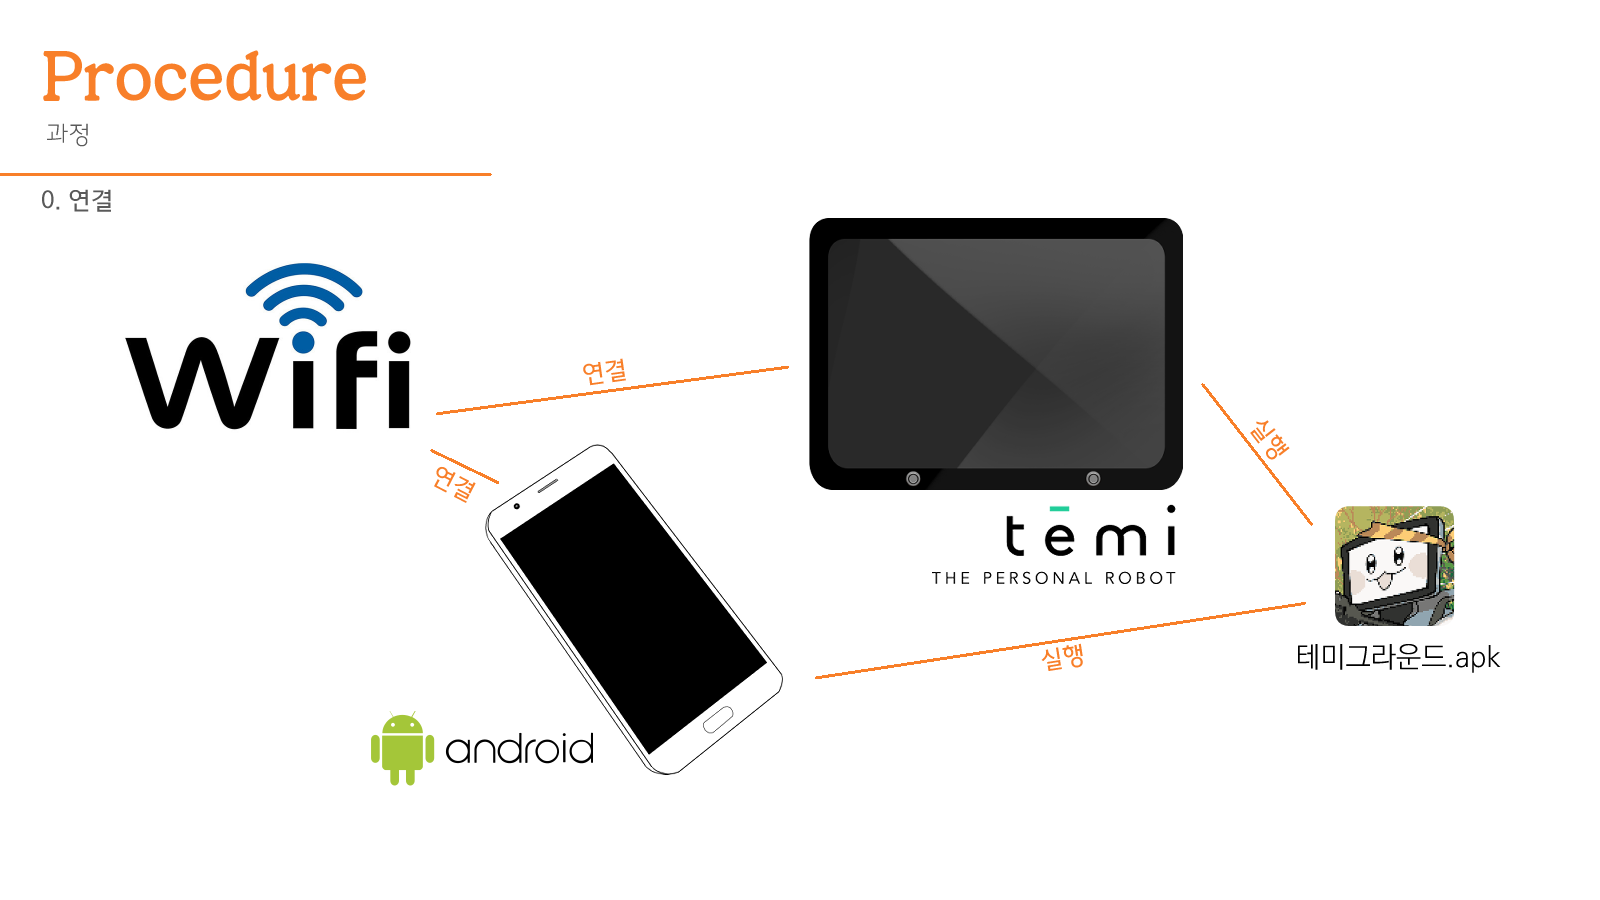 Procedure
과정
0. 연결
Wifi
연결
연결
실행
temi
THE PERSONAL ROBOT
실행
테미그라운드.apk
android